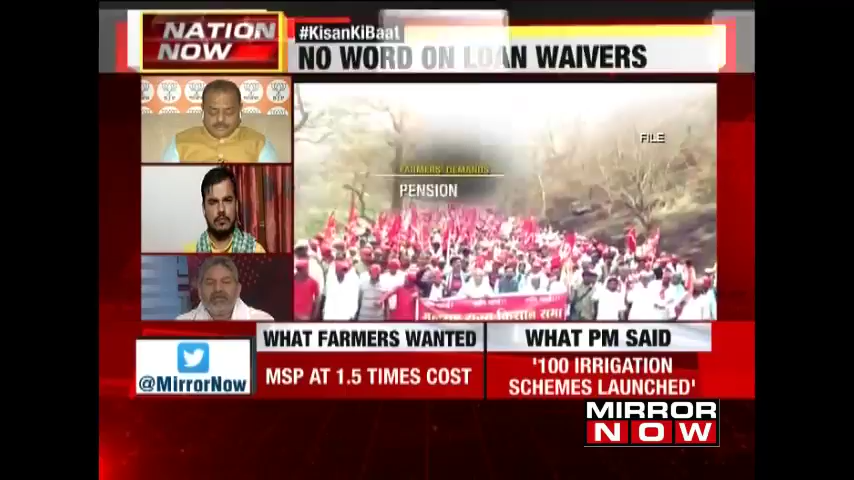 NATION
NOW
#KisanKiBaat
NO WORD ON LOAN WAIVERS
FILE
FARMERS' DEMANDS
PENSION
किसान सभा
WHAT FARMERS WANTED
WHAT PM SAID
MSP AT 1.5 TIMES COST
'100 IRRIGATION
SCHEMES LAUNCHED'
@MirrorNow
MIRROR
NOW